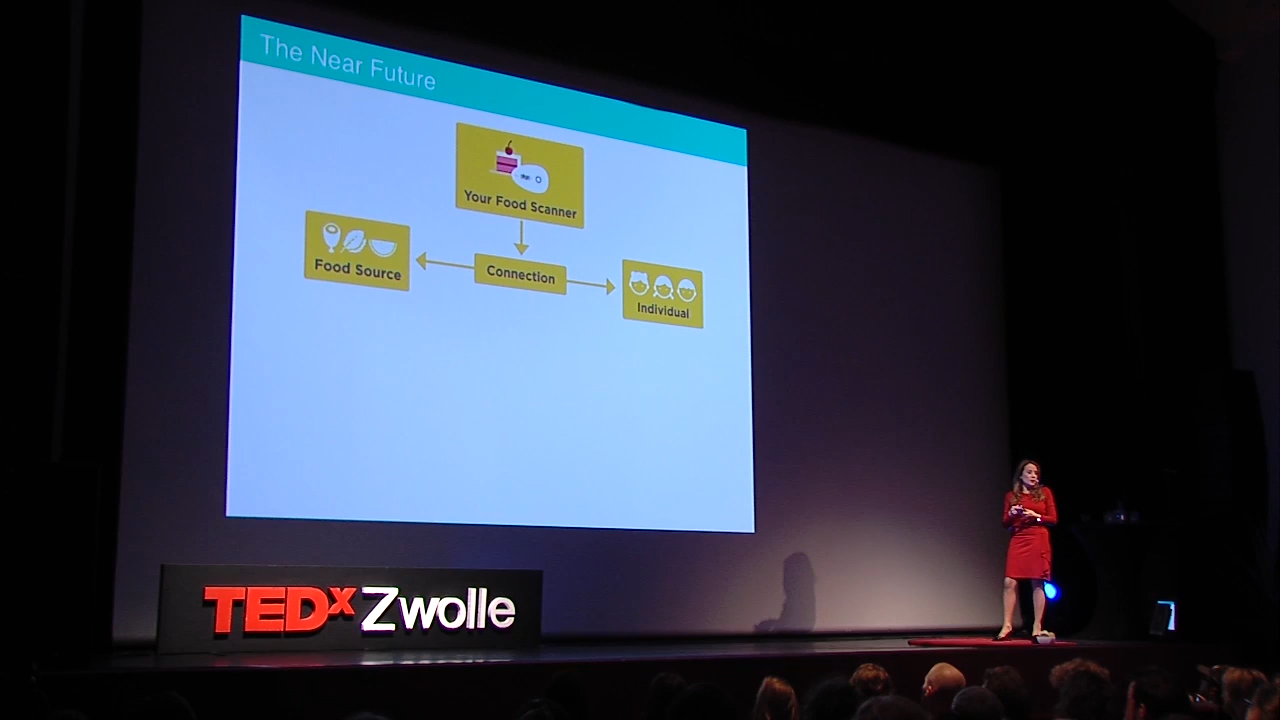 The Near Future
Your Food Scanner
Food Source
Connection
Individual
TEDx Zwolle